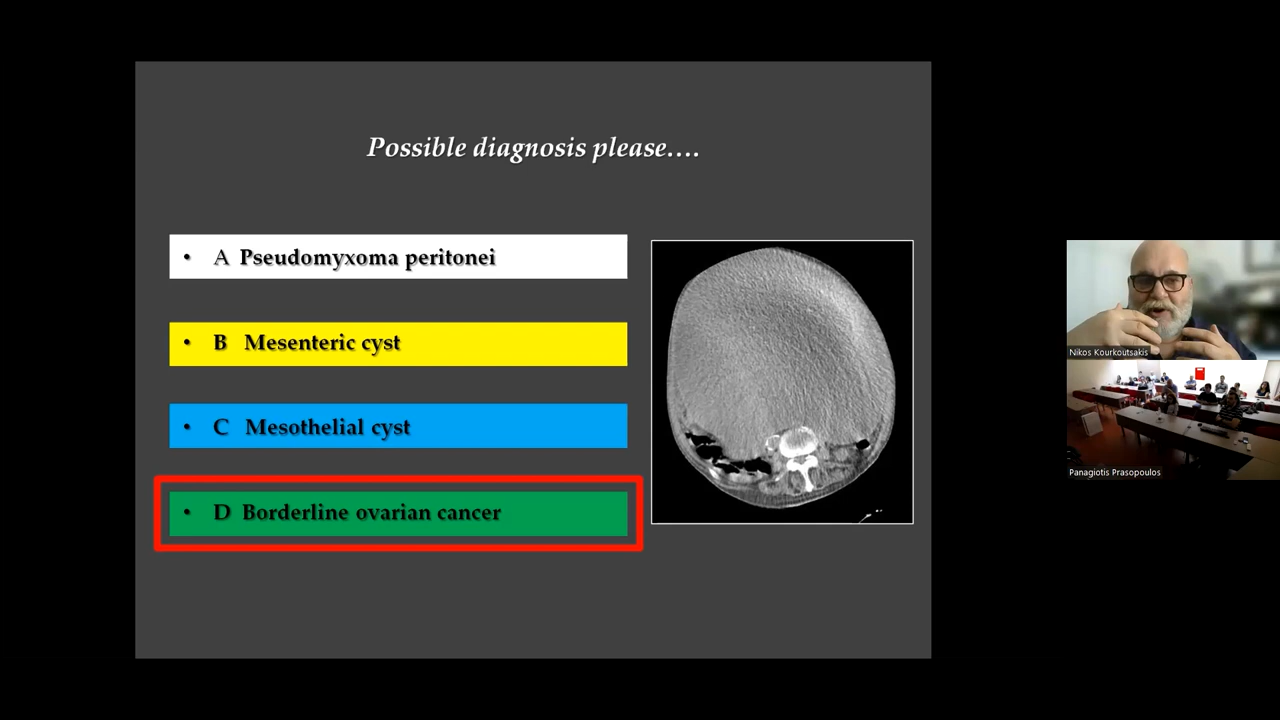 Possible diagnosis please….
• A Pseudomyxoma peritonei
• B Mesenteric cyst
• C Mesothelial cyst
• D Borderline ovarian cancer
Nikos Kourkoutsakis
Panagiotis Prasopoulos